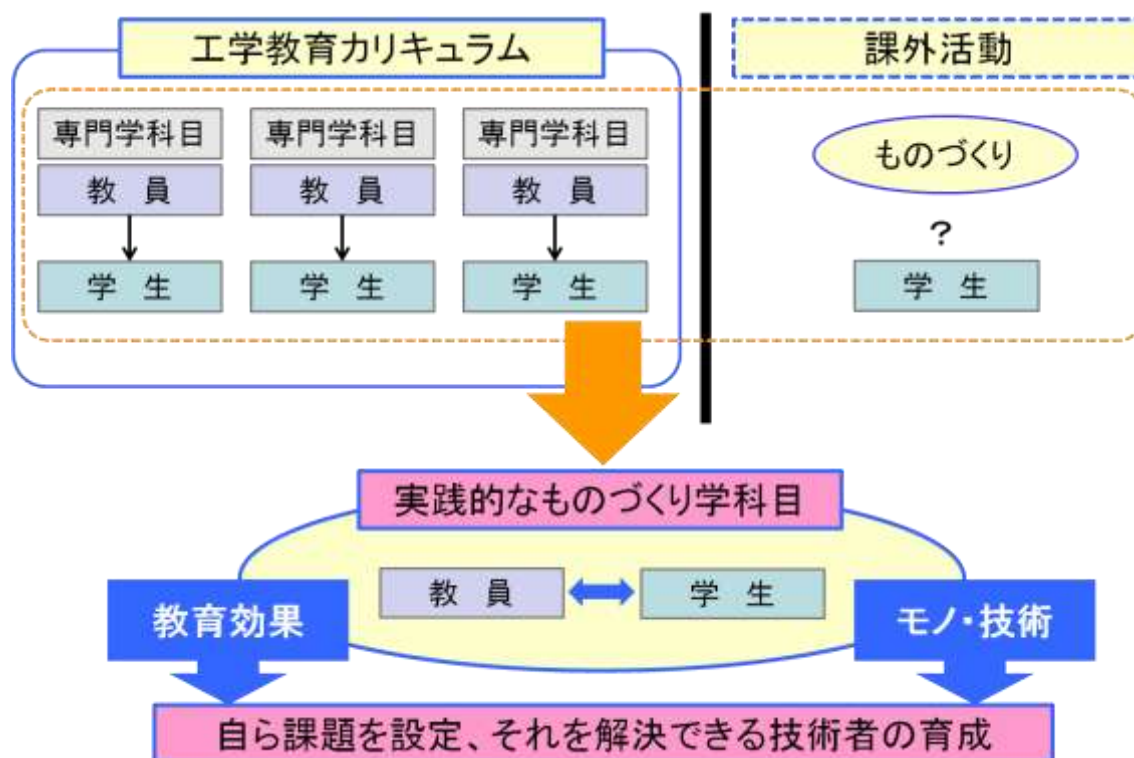 工学教育カリキュラム
課外活動
専門学科目
専門学科目
専門学科目
教 員
教 員
教 員
学 生
学 生
学 生
ものづくり
?
学 生
実践的なものづくり学科目
教 員
学 生
教育効果
モノ・技術
自ら課題を設定、それを解決できる技術者の育成